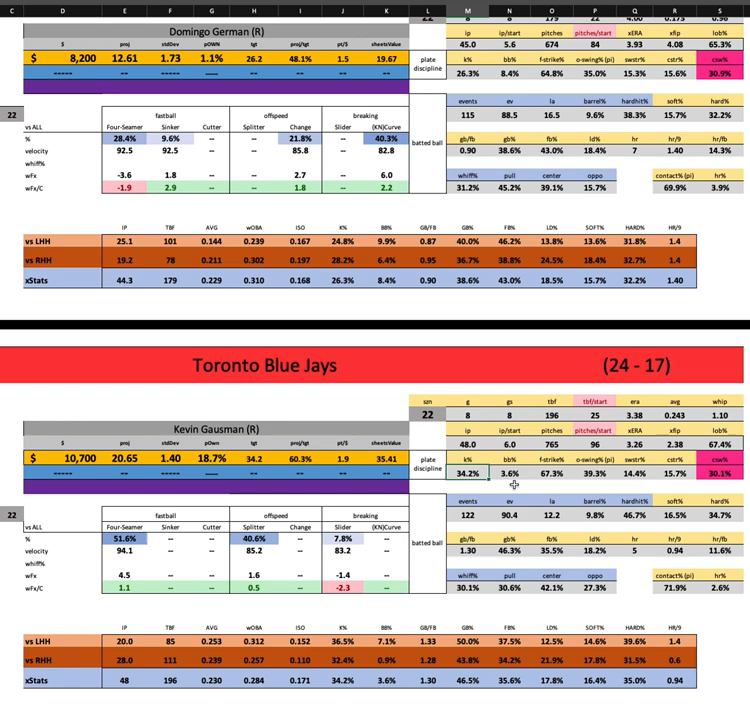 C D E F G H I J K L M N O P Q R S
22 8 8 179 22 4.00 0.173 0.96
Domingo German (R) ip ip/start pitches pitches/start xERA xfip lob%
$ proj stdDev pOWN tgt proj/tgt pt/$ sheetsValue 45.0 5.6 674 84 3.93 4.08 65.3%
$ 8,200 12.61 1.73 1.1% 26.2 48.1% 1.5 19.67 plate discipline k% bb% f-strike% o-swing% (pi) swstr% cstr% csw%
----- -- -- ---- -- -- -- -- 26.3% 8.4% 64.8% 35.0% 15.3% 15.6% 30.9%
events ev la barrel% hardhit% soft% hard%
22 fastball offspeed breaking 115 88.5 16.5 9.6% 38.3% 15.7% 32.2%
vs ALL Four-Seamer Sinker Cutter Splitter Change Slider (KN)Curve batted ball gb/fb gb% fb% ld% hr hr/9 hr/fb
% 28.4% 9.6% -- -- 21.8% -- 40.3% 0.90 38.6% 43.0% 18.4% 7 1.40 14.3%
velocity 92.5 92.5 -- -- 85.8 -- 82.8
whiff% whiff% pull center oppo contact% (pi) hr%
wFx -3.6 1.8 -- -- 2.7 -- 6.0
wFx/C -1.9 2.9 -- -- 1.8 -- 2.2 31.2% 45.2% 39.1% 15.7% 69.9% 3.9%
IP TBF AVG wOBA ISO K% BB% GB/FB GB% FB% LD% SOFT% HARD% HR/9
vs LHH 25.1 101 0.144 0.239 0.167 24.8% 9.9% 0.87 40.0% 46.2% 13.8% 13.6% 31.8% 1.4
vs RHH 19.2 78 0.211 0.302 0.197 28.2% 6.4% 0.95 36.7% 38.8% 24.5% 18.4% 32.7% 1.4
xStats 44.3 179 0.229 0.310 0.168 26.3% 8.4% 0.90 38.6% 43.0% 18.5% 15.7% 32.2% 1.40
Toronto Blue Jays (24 - 17)
szn g gs tbf tbf/start era avg whip
22 8 8 196 25 3.38 0.243 1.10
Kevin Gausman (R) ip ip/start pitches pitches/start xERA xfip lob%
$ proj stdDev pOwn tgt proj/tgt pt/$ sheetsValue 48.0 6.0 765 96 3.26 2.38 67.4%
$ 10,700 20.65 1.40 18.7% 34.2 60.3% 1.9 35.41 plate discipline k% bb% f-strike% o-swing% (pi) swstr% cstr% csw%
----- -- -- ---- -- -- -- -- 34.2% 3.6% 67.3% 39.3% 14.4% 15.7% 30.1%
events ev la barrel% hardhit% soft% hard%
22 fastball offspeed breaking 122 90.4 12.2 9.8% 46.7% 16.5% 34.7%
vs ALL Four-Seamer Sinker Cutter Splitter Change Slider (KN)Curve batted ball gb/fb gb% fb% ld% hr hr/9 hr/fb
% 51.6% -- -- 40.6% -- 7.8% -- 1.30 46.3% 35.5% 18.2% 5 0.94 11.6%
velocity 94.1 -- -- 85.2 -- 83.2 --
whiff% whiff% pull center oppo contact% (pi) hr%
wFx 4.5 -- -- 1.6 -- -1.4 --
wFx/C 1.1 -- -- 0.5 -- -2.3 -- 30.1% 30.6% 42.1% 27.3% 71.9% 2.6%
IP TBF AVG wOBA ISO K% BB% GB/FB GB% FB% LD% SOFT% HARD% HR/9
vs LHH 20.0 85 0.253 0.312 0.152 36.5% 7.1% 1.33 50.0% 37.5% 12.5% 14.6% 39.6% 1.4
vs RHH 28.0 111 0.239 0.257 0.110 32.4% 0.9% 1.28 43.8% 34.2% 21.9% 17.8% 31.5% 0.6
xStats 48 196 0.230 0.284 0.171 34.2% 3.6% 1.30 46.5% 35.6% 17.8% 16.4% 35.0% 0.94